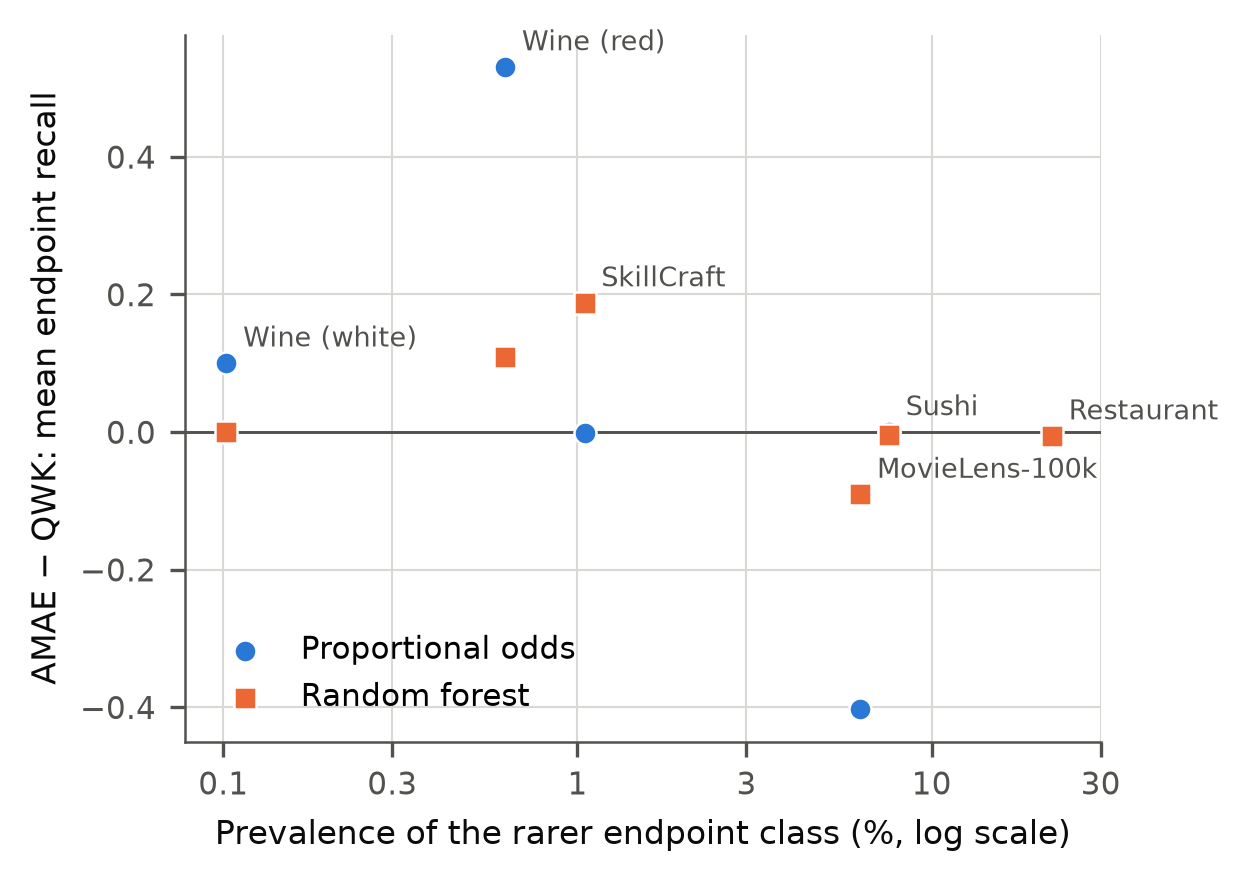 Wine (red)
0.4
SkillCraft
0.2
Wine (white)
Sushi
Restaurant
0.0
MovieLens-100k
−0.2
Proportional odds
Random forest
−0.4
AMAE − QWK: mean endpoint recall
0.1 0.3 1 3 10 30
Prevalence of the rarer endpoint class (%, log scale)